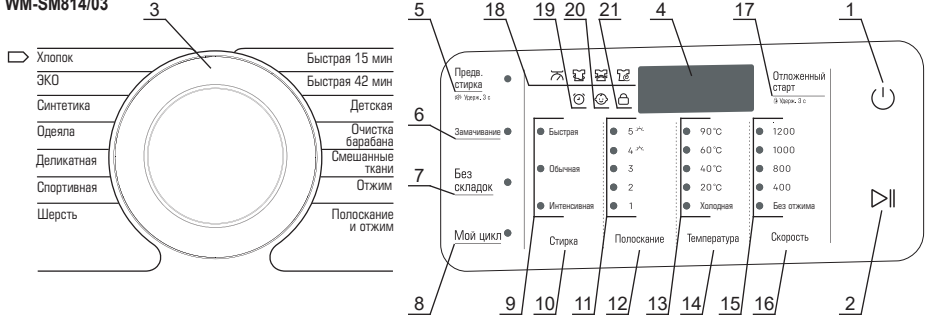 WM-SM814/03
3
5
18
19
20
21
4
17
1
Хлопок
ЭКО
Синтетика
Одеяла
Деликатная
Спортивная
Шерсть
Быстрая 15 мин
Быстрая 42 мин
Детская
Очистка
барабана
Смешанные
ткани
Отжим
Полоскание
и отжим
Предв.
стирка
Удерж. 3 с
6
Замачивание
7
Без
складок
Мой цикл
8
Быстрая
Обычная
Интенсивная
Стирка
5
4
3
2
1
Полоскание
90°C
60°C
40°C
20°C
Холодная
Температура
1200
1000
800
400
Без отжима
Скорость
Отложенный
старт
Удерж. 3 с
9
10
11
12
13
14
15
16
2